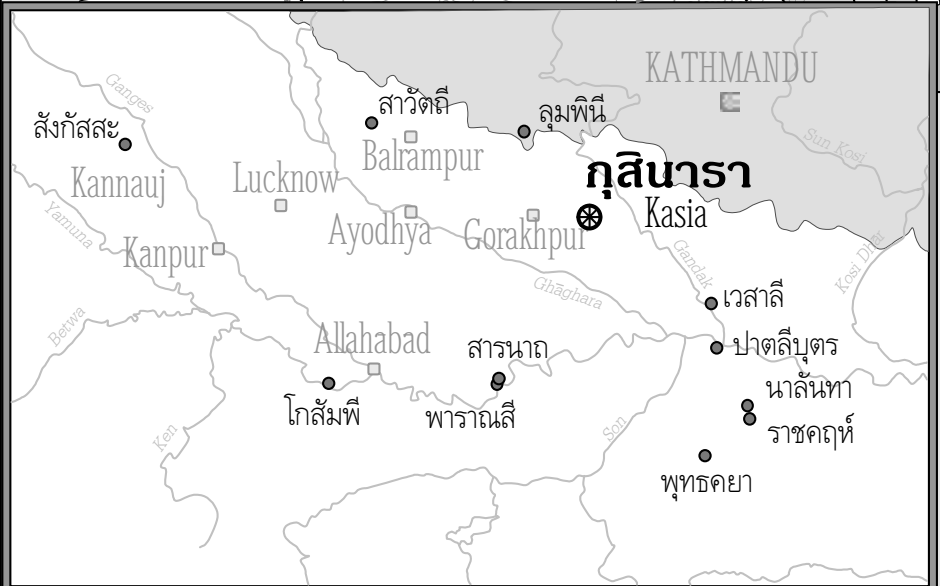 KATHMANDU
Ganges
สาวัตถี
ลุมพินี
สังกัสสะ
Sun Kosi
Balrampur
กุสินารา
Kannauj
Lucknow
Kasia
Yamuna
Ayodhya
Gorakhpur
Kanpur
Gandak
Kosi Dhar
Ghāghara
เวสาลี
Betwa
Allahabad
สารนาถ
ปาตลีบุตร
นาลันทา
โกสัมพี
พาราณสี
ราชคฤห์
Ken
Son
พุทธคยา